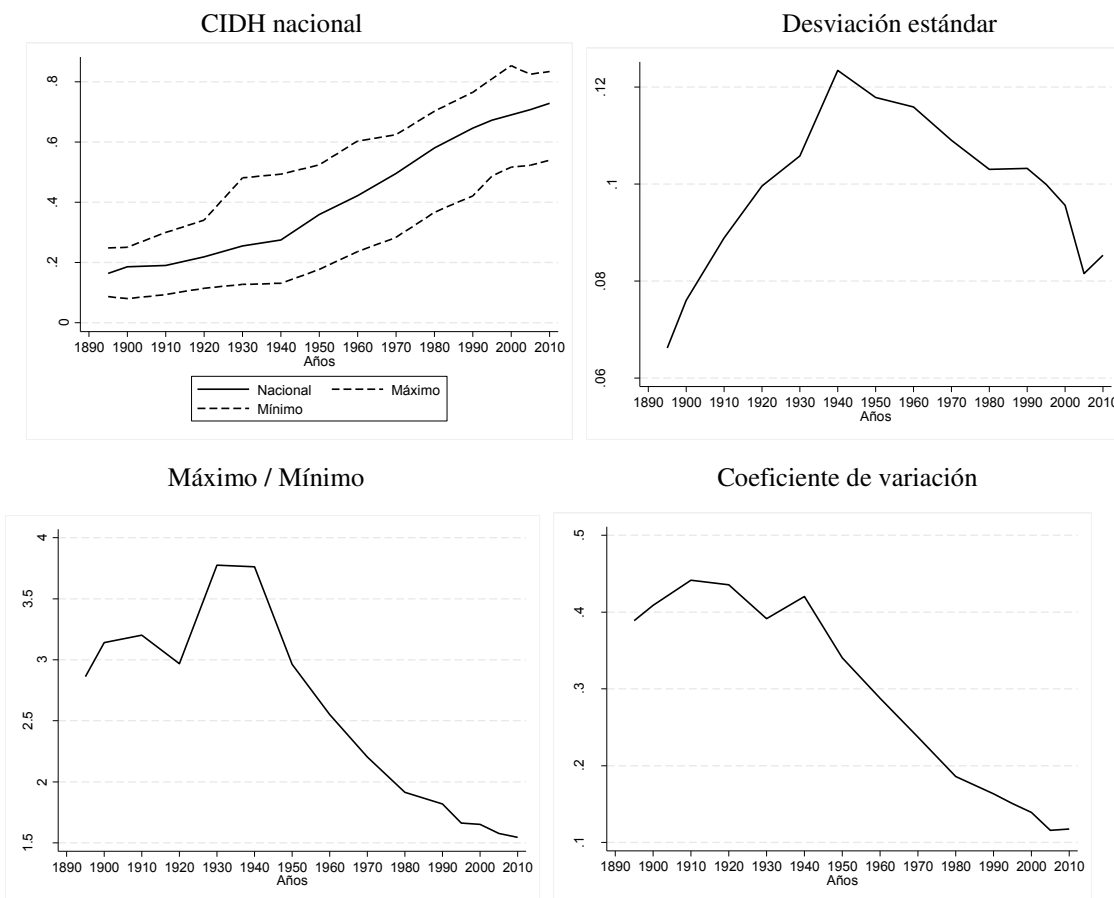 CIDH nacional
.8
.6
.4
.2
0
1890 1900 1910 1920 1930 1940 1950 1960 1970 1980 1990 2000 2010
Años
Nacional Máximo
Mínimo
Desviación estándar
.12
.1
.08
.06
1890 1900 1910 1920 1930 1940 1950 1960 1970 1980 1990 2000 2010
Años
Máximo / Mínimo
4
3.5
3
2.5
2
1.5
1890 1900 1910 1920 1930 1940 1950 1960 1970 1980 1990 2000 2010
Años
Coeficiente de variación
.5
.4
.3
.2
.1
1890 1900 1910 1920 1930 1940 1950 1960 1970 1980 1990 2000 2010
Años